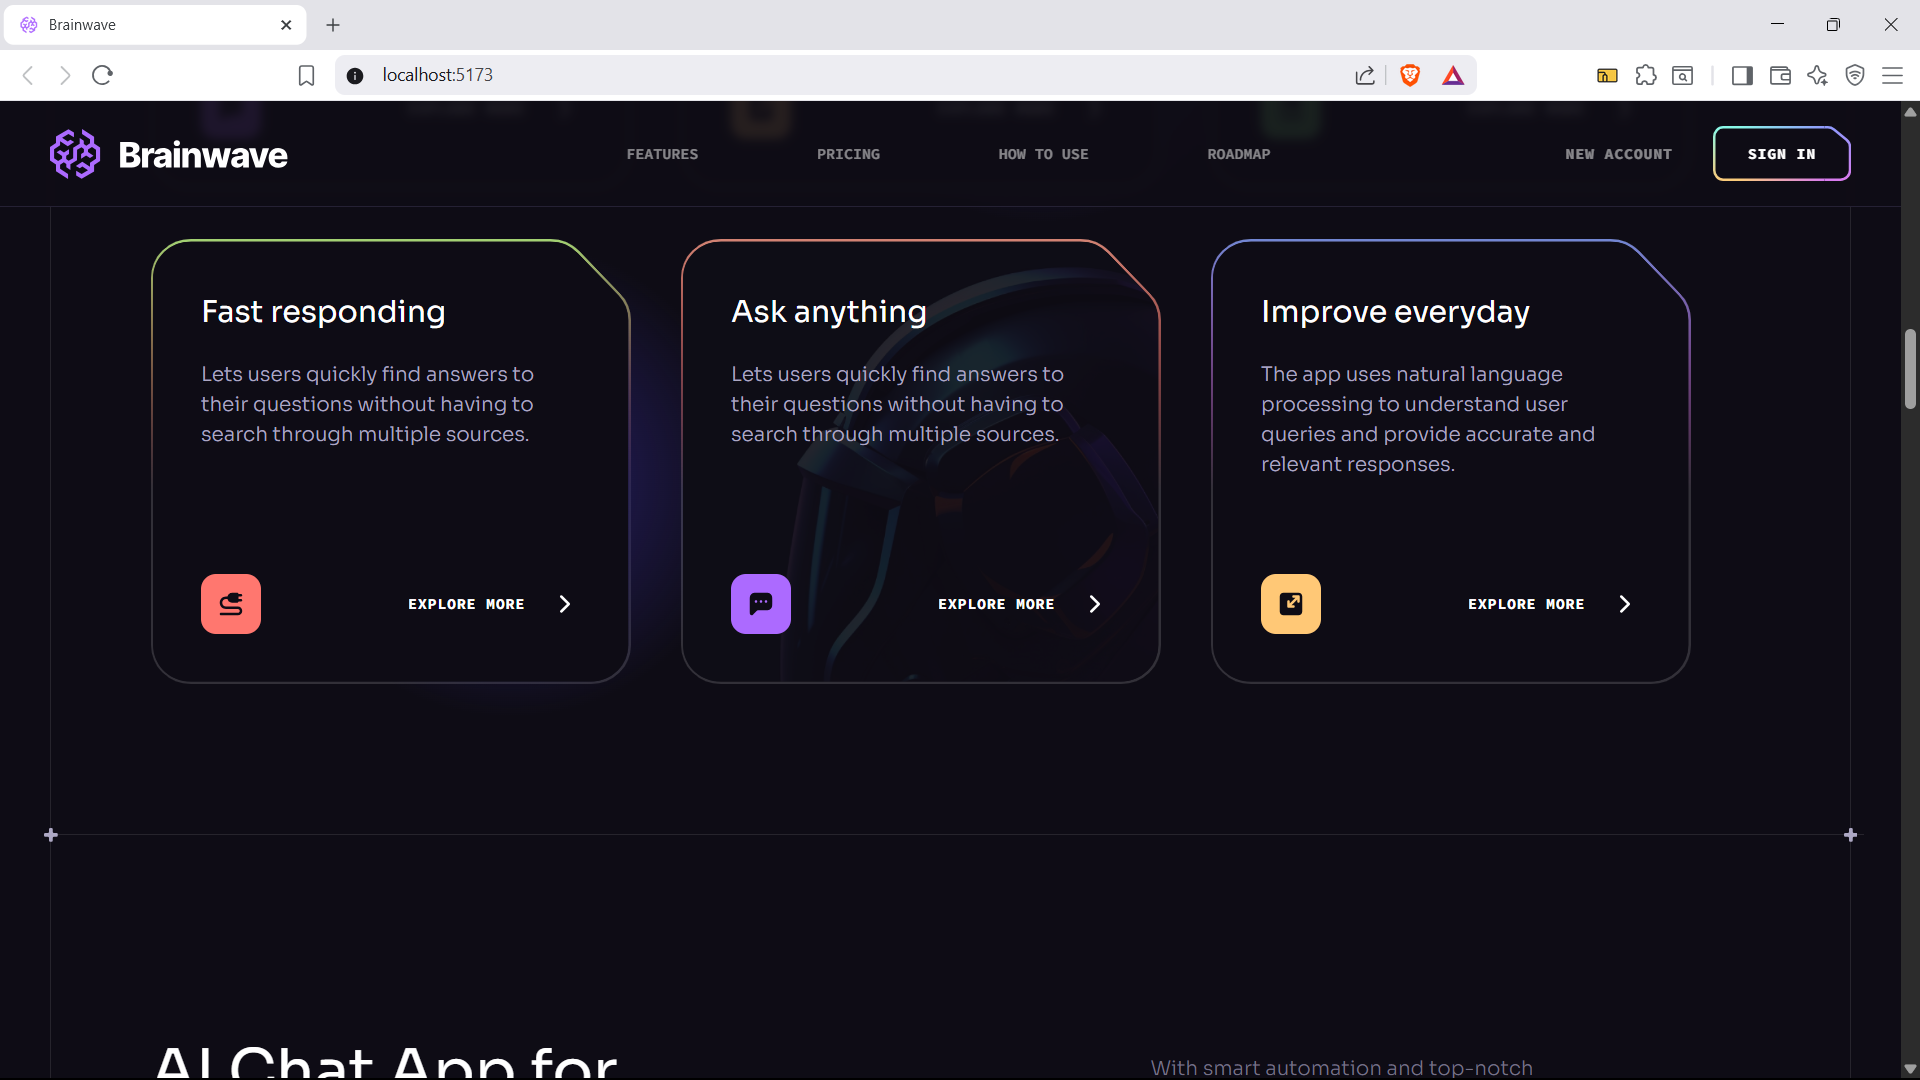 Brainwave
localhost:5173
Brainwave
FEATURES
PRICING
HOW TO USE
ROADMAP
NEW ACCOUNT
SIGN IN
Fast responding
Lets users quickly find answers to
their questions without having to
search through multiple sources.
EXPLORE MORE
Ask anything
Lets users quickly find answers to
their questions without having to
search through multiple sources.
EXPLORE MORE
Improve everyday
The app uses natural language
processing to understand user
queries and provide accurate and
relevant responses.
EXPLORE MORE
AI Chat App for
With smart automation and top-notch